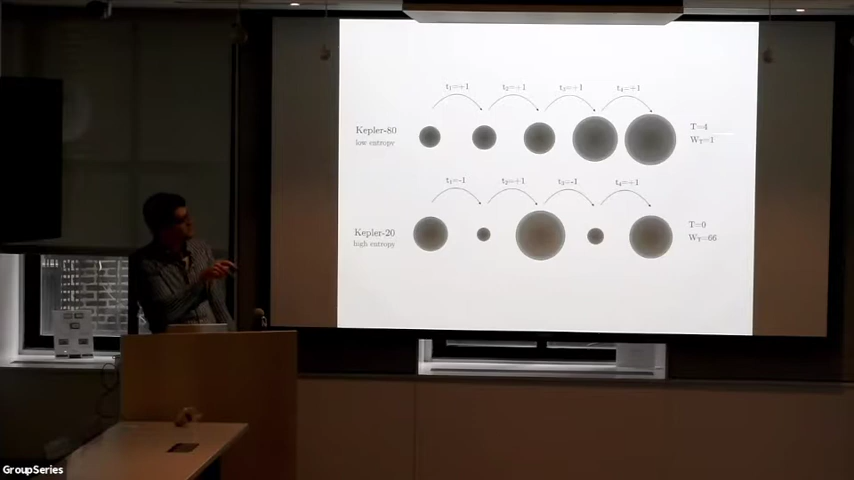 t₁=+1 t₂=+1 t₃=+1 t₄=+1
Kepler-80
low entropy
T=4
W_T=1
t₁=-1 t₂=+1 t₃=-1 t₄=+1
Kepler-20
high entropy
T=0
W_T=66
GroupSeries